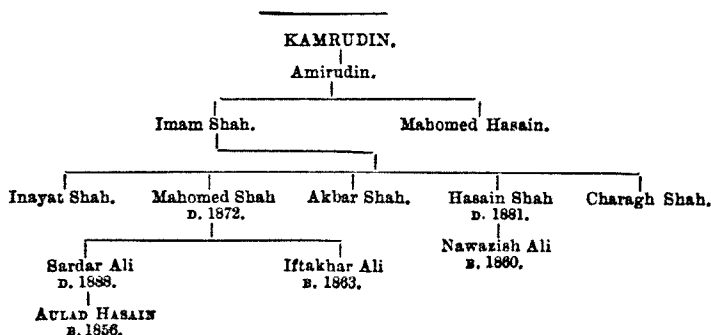 KAMRUDIN.
Amirudin.
Imam Shah. Mahomed Hasain.
Inayat Shah. Mahomed Shah Akbar Shah. Hasain Shah Charagh Shah.
D. 1872. D. 1881.
Nawazish Ali
Sardar Ali Iftakhar Ali B. 1860.
D. 1888. B. 1863.
AULAD HASAIN
B. 1856.